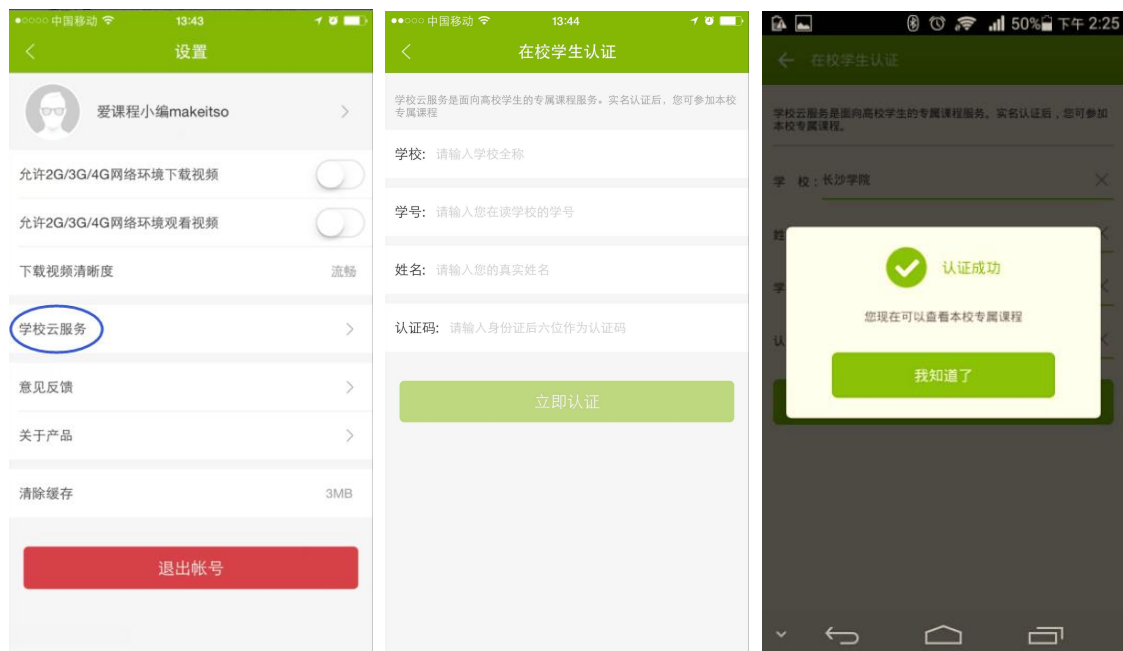 中国移动 13:43
设置
爱课程小编makeitso
允许2G/3G/4G网络环境下载视频
允许2G/3G/4G网络环境观看视频
下载视频清晰度 流畅
学校云服务
意见反馈
关于产品
清除缓存 3MB
退出帐号
中国移动 13:44
在校学生认证
学校云服务是面向高校学生的专属课程服务。实名认证后，您可参加本校
专属课程
学校: 请输入学校全称
学号: 请输入您在读学校的学号
姓名: 请输入您的真实姓名
认证码: 请输入身份证后六位作为认证码
立即认证
50% 下午 2:25
在校学生认证
学校云服务是面向高校学生的专属课程服务。实名认证后，您可参加
本校专属课程。
学 校：长沙学院
姓
学
认
认证成功
您现在可以查看本校专属课程
我知道了